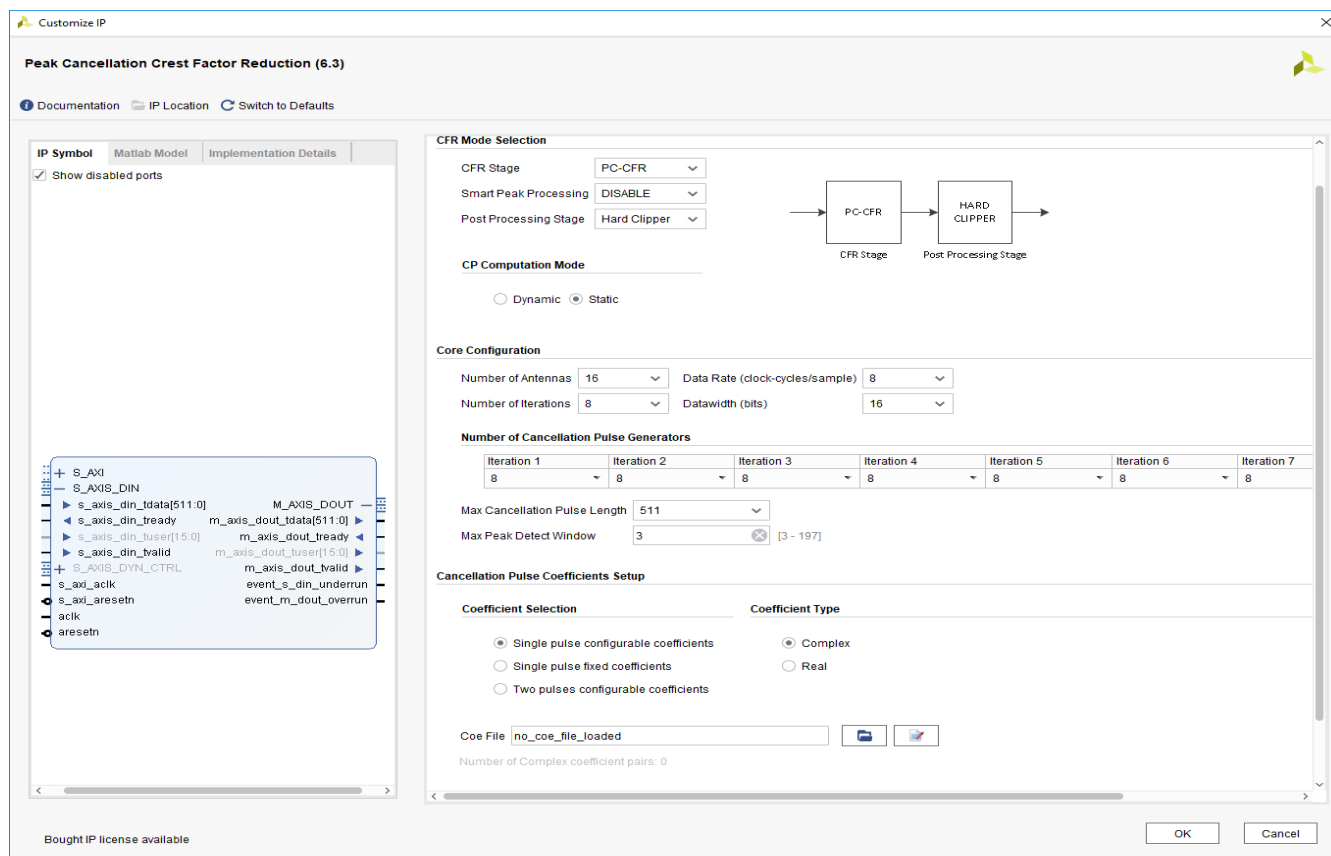 Customize IP
Peak Cancellation Crest Factor Reduction (6.3)
Documentation IP Location Switch to Defaults
IP Symbol Matlab Model Implementation Details
Show disabled ports
S_AXI
S_AXIS_DIN
s_axis_din_tdata[511:0] M_AXIS_DOUT
s_axis_din_tready m_axis_dout_tdata[511:0]
s_axis_din_tuser[15:0] m_axis_dout_tready
s_axis_din_tvalid m_axis_dout_tuser[15:0]
S_AXIS_DYN_CTRL m_axis_dout_tvalid
s_axi_aclk event_s_din_underrun
s_axi_aresetn event_m_dout_overrun
aclk
aresetn
CFR Mode Selection
CFR Stage PC-CFR
Smart Peak Processing DISABLE
Post Processing Stage Hard Clipper
PC-CFR
HARD
CLIPPER
CFR Stage Post Processing Stage
CP Computation Mode
Dynamic Static
Core Configuration
Number of Antennas 16 Data Rate (clock-cycles/sample) 8
Number of Iterations 8 Datawidth (bits) 16
Number of Cancellation Pulse Generators
Iteration 1 Iteration 2 Iteration 3 Iteration 4 Iteration 5 Iteration 6 Iteration 7
8 8 8 8 8 8 8
Max Cancellation Pulse Length 511
Max Peak Detect Window 3 [3 - 197]
Cancellation Pulse Coefficients Setup
Coefficient Selection Coefficient Type
Single pulse configurable coefficients Complex
Single pulse fixed coefficients Real
Two pulses configurable coefficients
Coe File no_coe_file_loaded
Number of Complex coefficient pairs: 0
Bought IP license available
OK Cancel